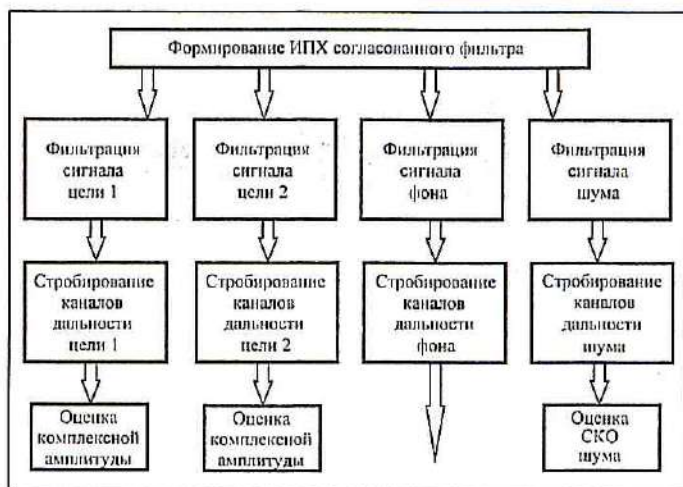 Формирование ИПХ согласованного фильтра
Фильтрация
сигнала
цели 1
Фильтрация
сигнала
цели 2
Фильтрация
сигнала
фона
Фильтрация
сигнала
шума
Стробирование
каналов
дальности
цели 1
Стробирование
каналов
дальности
цели 2
Стробирование
каналов
дальности
фона
Стробирование
каналов
дальности
шума
Оценка
комплексной
амплитуды
Оценка
комплексной
амплитуды
Оценка
СКО
шума